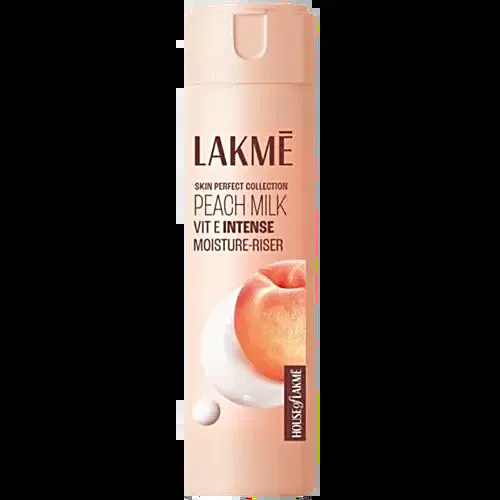 LAKMĒ
SKIN PERFECT COLLECTION
PEACH MILK
VIT E INTENSE
MOISTURE-RISER
HOUSE of LAKMĒ